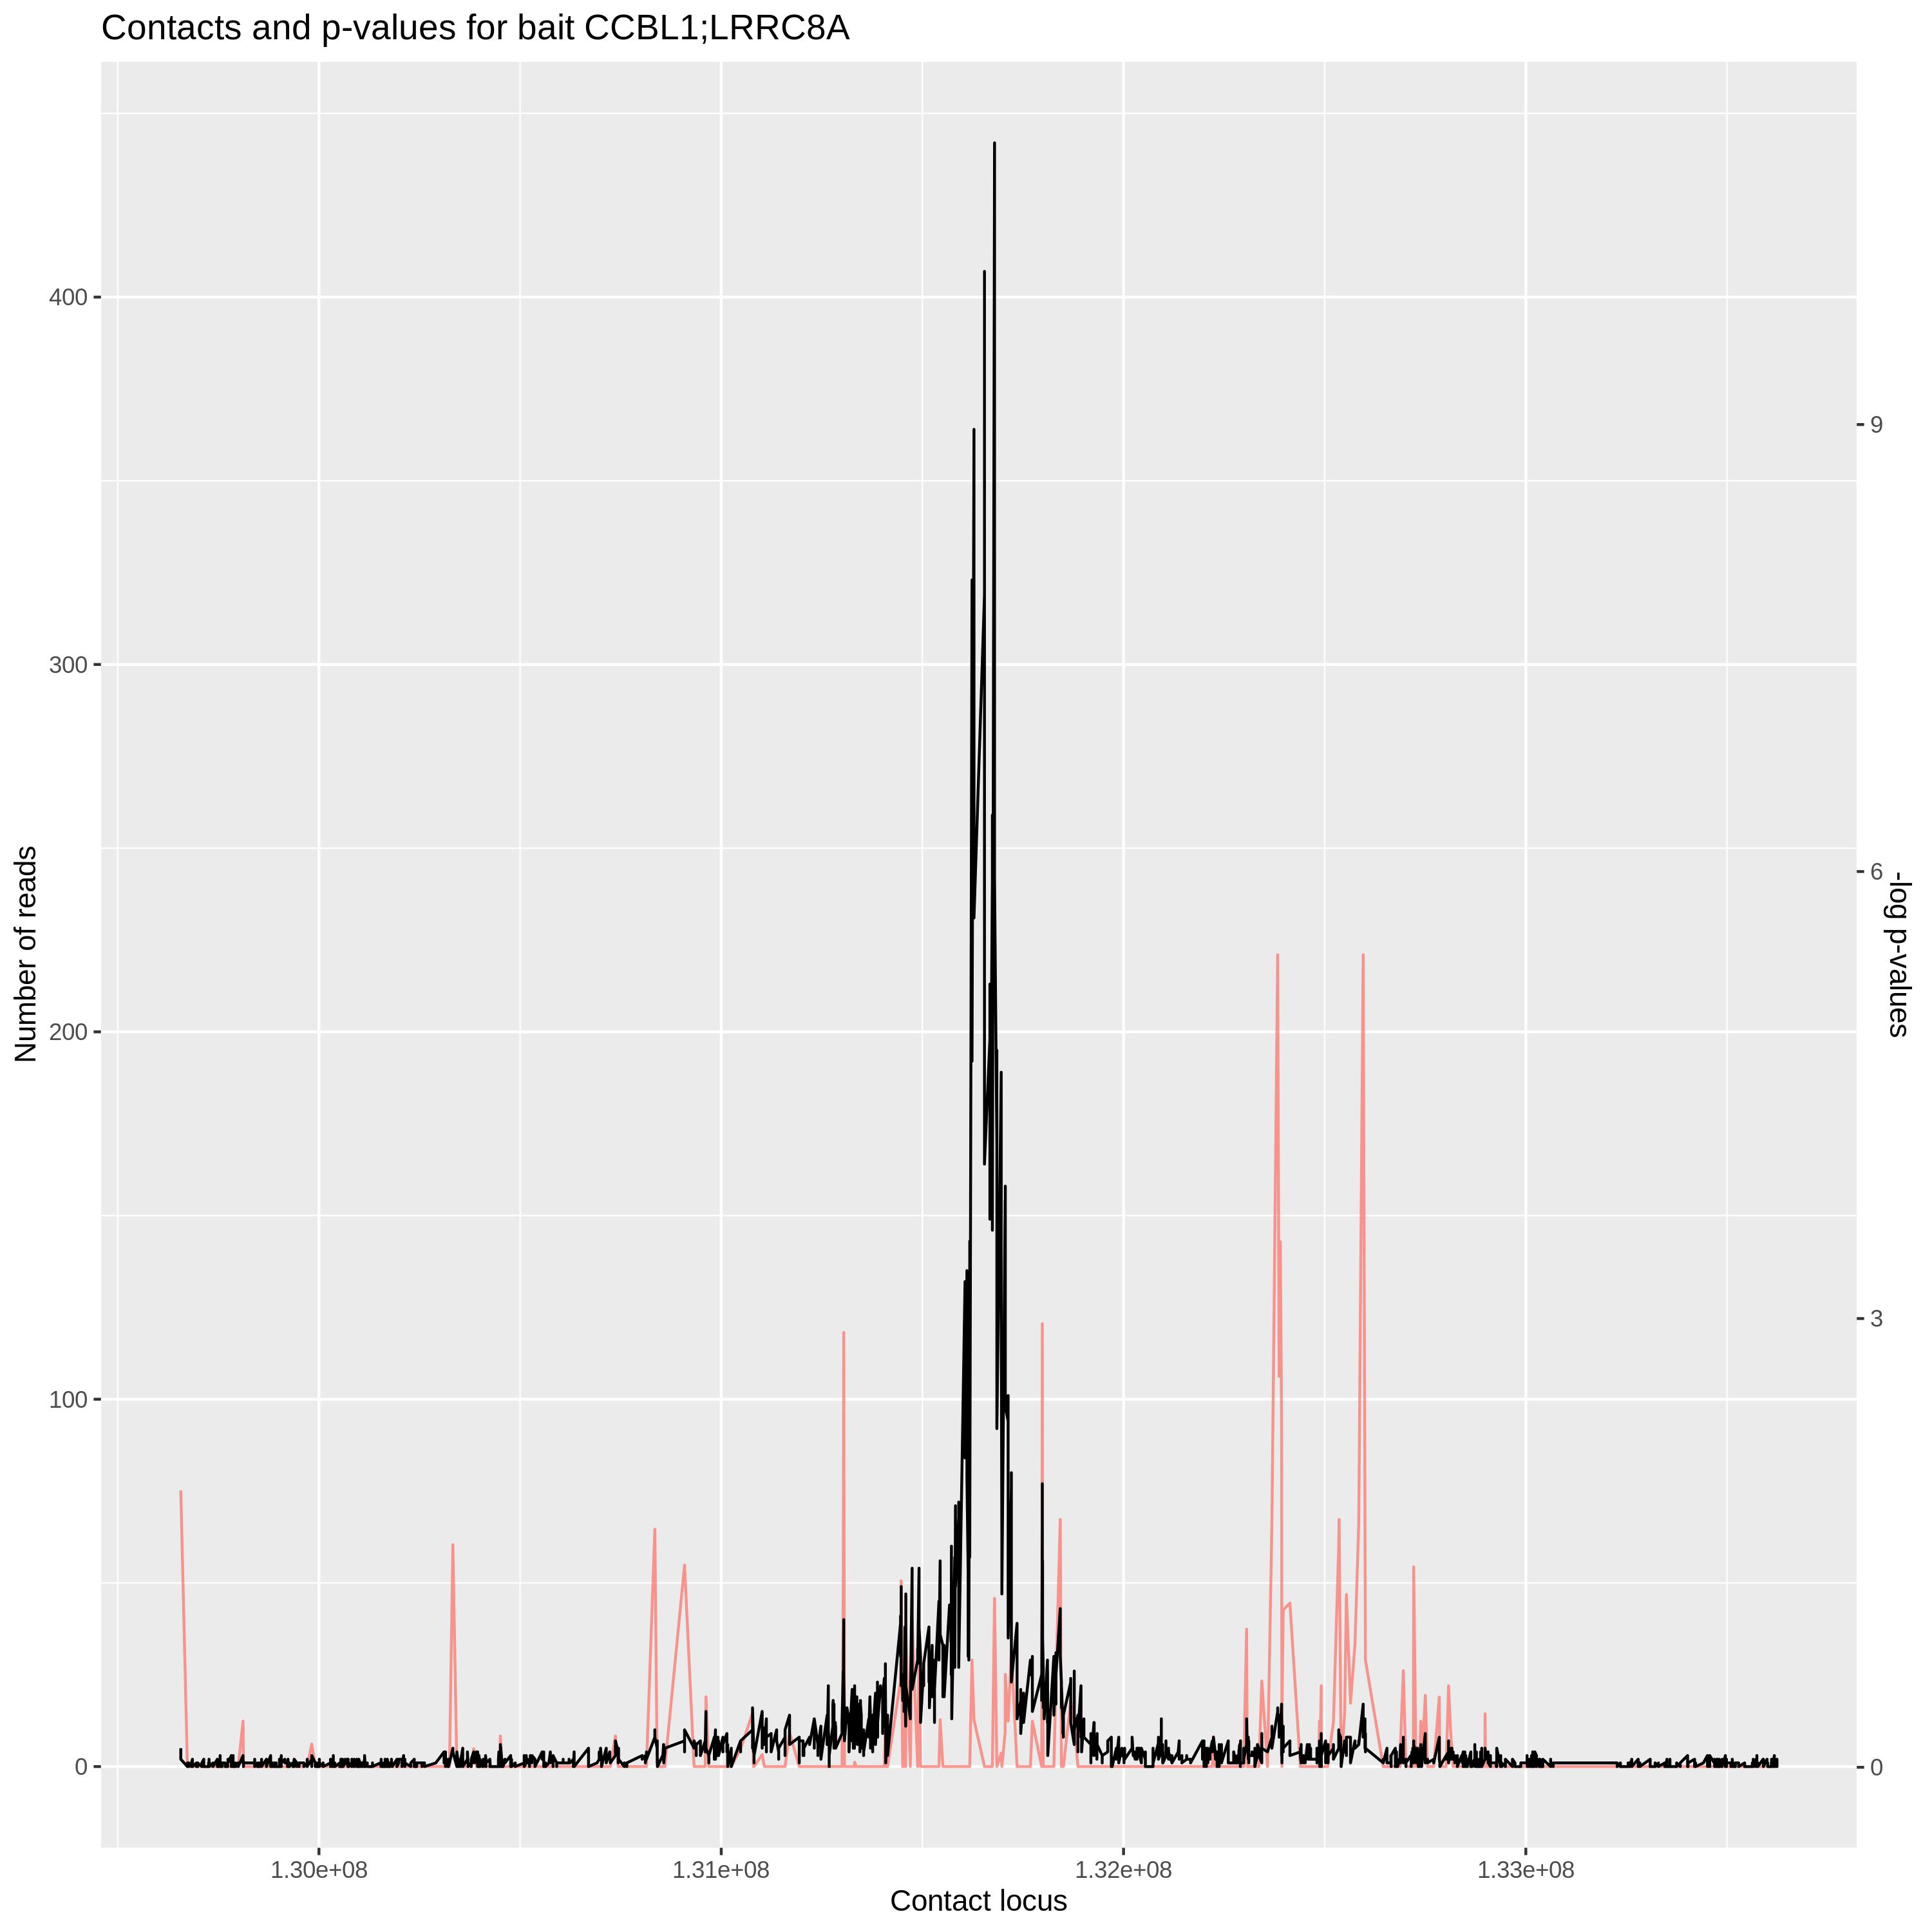 Contacts and p-values for bait CCBL1;LRRC8A
Number of reads
400
300
200
100
0
9
6
3
0
-log p-values
1.30e+08
1.31e+08
1.32e+08
1.33e+08
Contact locus